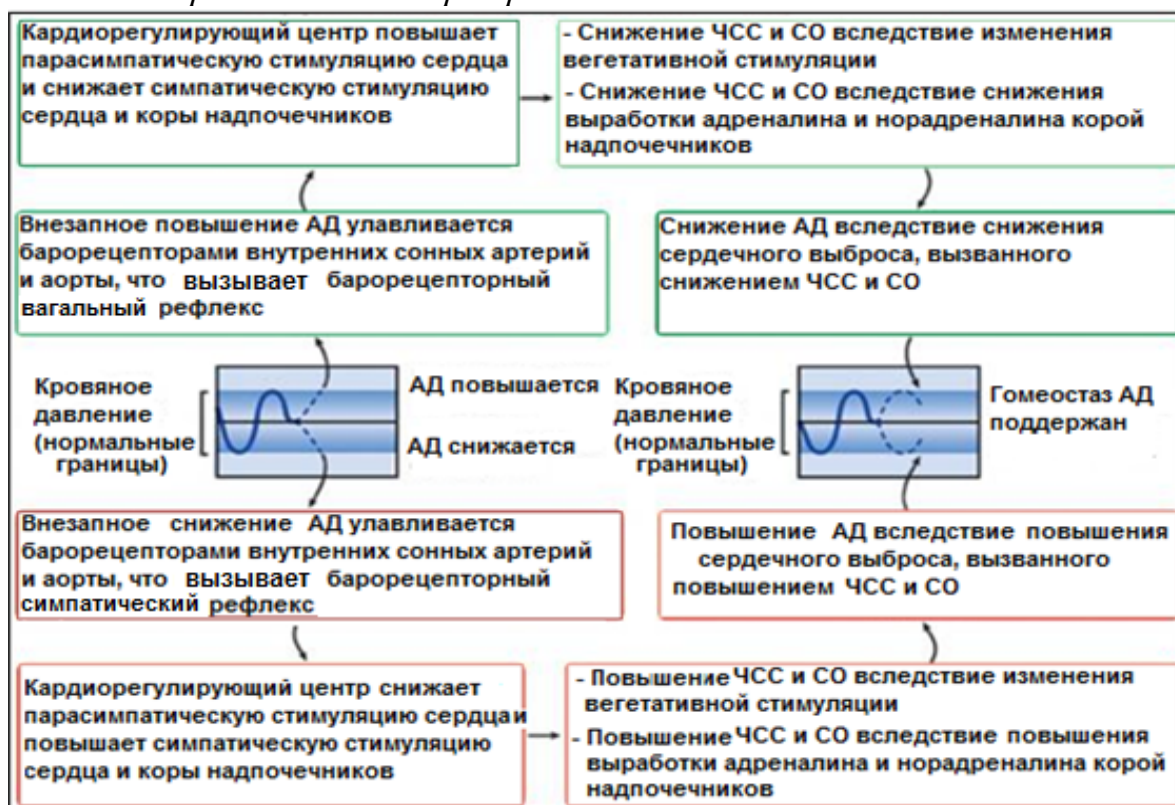 Кардиорегулирующий центр повышает
парасимпатическую стимуляцию сердца
и снижает симпатическую стимуляцию
сердца и коры надпочечников
- Снижение ЧСС и СО вследствие изменения
вегетативной стимуляции
- Снижение ЧСС и СО вследствие снижения
выработки адреналина и норадреналина корой
надпочечников
Внезапное повышение АД улавливается
барорецепторами внутренних сонных артерий
и аорты, что вызывает барорецепторный
вагальный рефлекс
Снижение АД вследствие снижения
сердечного выброса, вызванного
снижением ЧСС и СО
Кровяное
давление
(нормальные
границы)
АД повышается
АД снижается
Кровяное
давление
(нормальные
границы)
Гомеостаз АД
поддержан
Внезапное снижение АД улавливается
барорецепторами внутренних сонных артерий
и аорты, что вызывает барорецепторный
симпатический рефлекс
Повышение АД вследствие повышения
сердечного выброса, вызванного
повышением ЧСС и СО
Кардиорегулирующий центр снижает
парасимпатическую стимуляцию сердца и
повышает симпатическую стимуляцию
сердца и коры надпочечников
- Повышение ЧСС и СО вследствие изменения
вегетативной стимуляции
- Повышение ЧСС и СО вследствие повышения
выработки адреналина и норадреналина корой
надпочечников